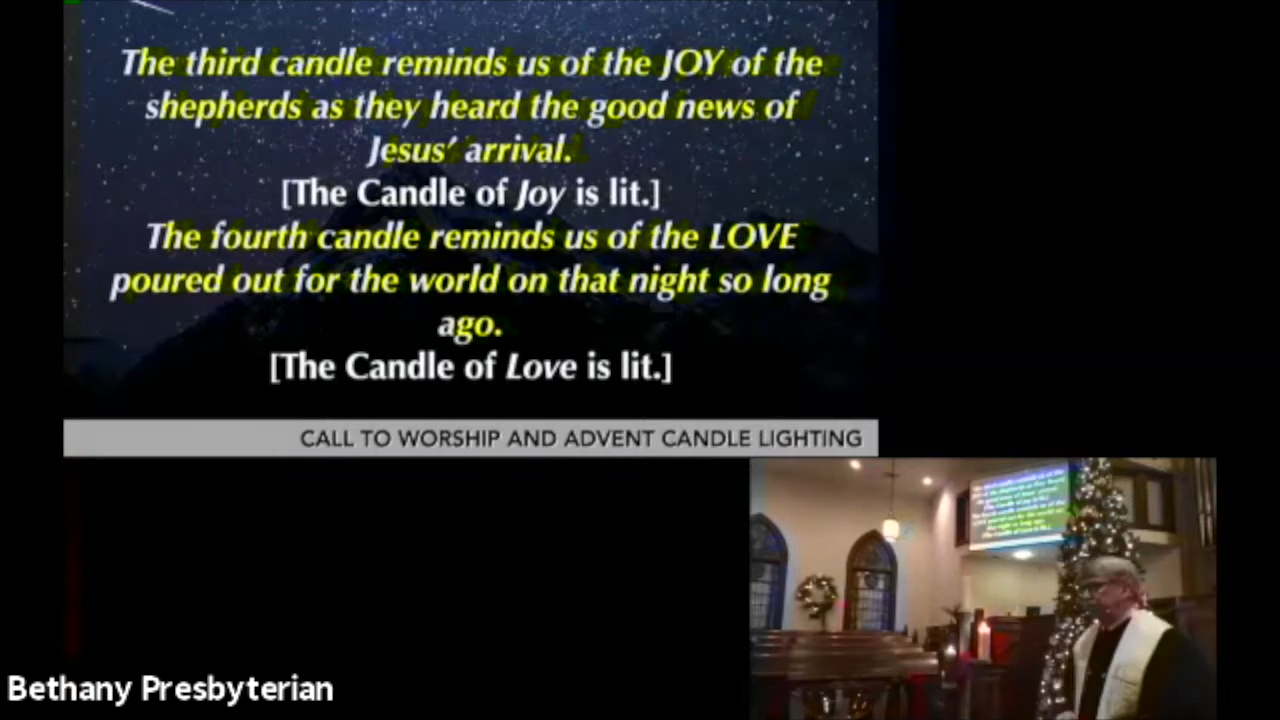 The third candle reminds us of the JOY of the
shepherds as they heard the good news of
Jesus’ arrival.
[The Candle of Joy is lit.]
The fourth candle reminds us of the LOVE
poured out for the world on that night so long
ago.
[The Candle of Love is lit.]
CALL TO WORSHIP AND ADVENT CANDLE LIGHTING
Bethany Presbyterian